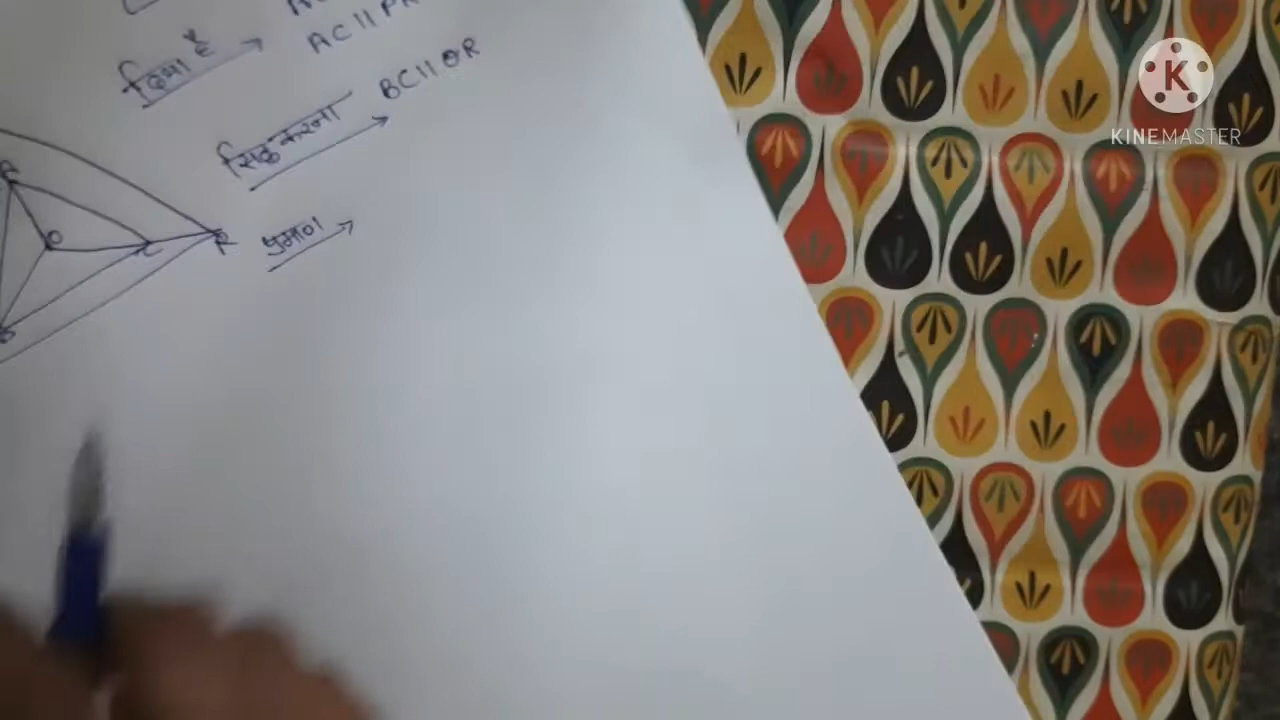 दिया है →
AC || PR
सिद्ध करना → BC || QR
प्रमाण →
A
O
C
R
B
K
KINEMASTER